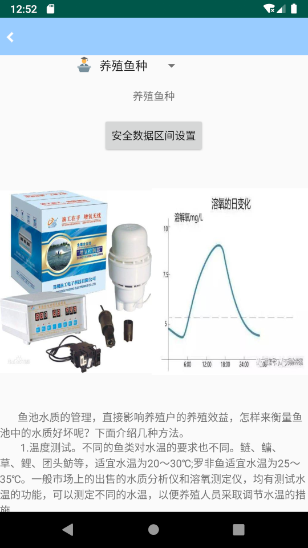 12:52
养殖鱼种
养殖鱼种
安全数据区间设置
溶氧的日变化
溶解氧mg/L
10
7.5
5
6:00 12:00 18:00 24:00
鱼池水质的管理，直接影响养殖户的养殖效益，怎样来衡量鱼
池中的水质好坏呢？下面介绍几种方法。
1.温度测试。不同的鱼类对水温的要求也不同。鲢、鳙、
草、鲤、团头鲂等，适宜水温为20～30℃;罗非鱼适宜水温为25～
35℃。一般市场上的出售的水质分析仪和溶氧测定仪，均有测试水
温的功能，可以测定不同的水温，以便养殖人员采取调节水温的措
施